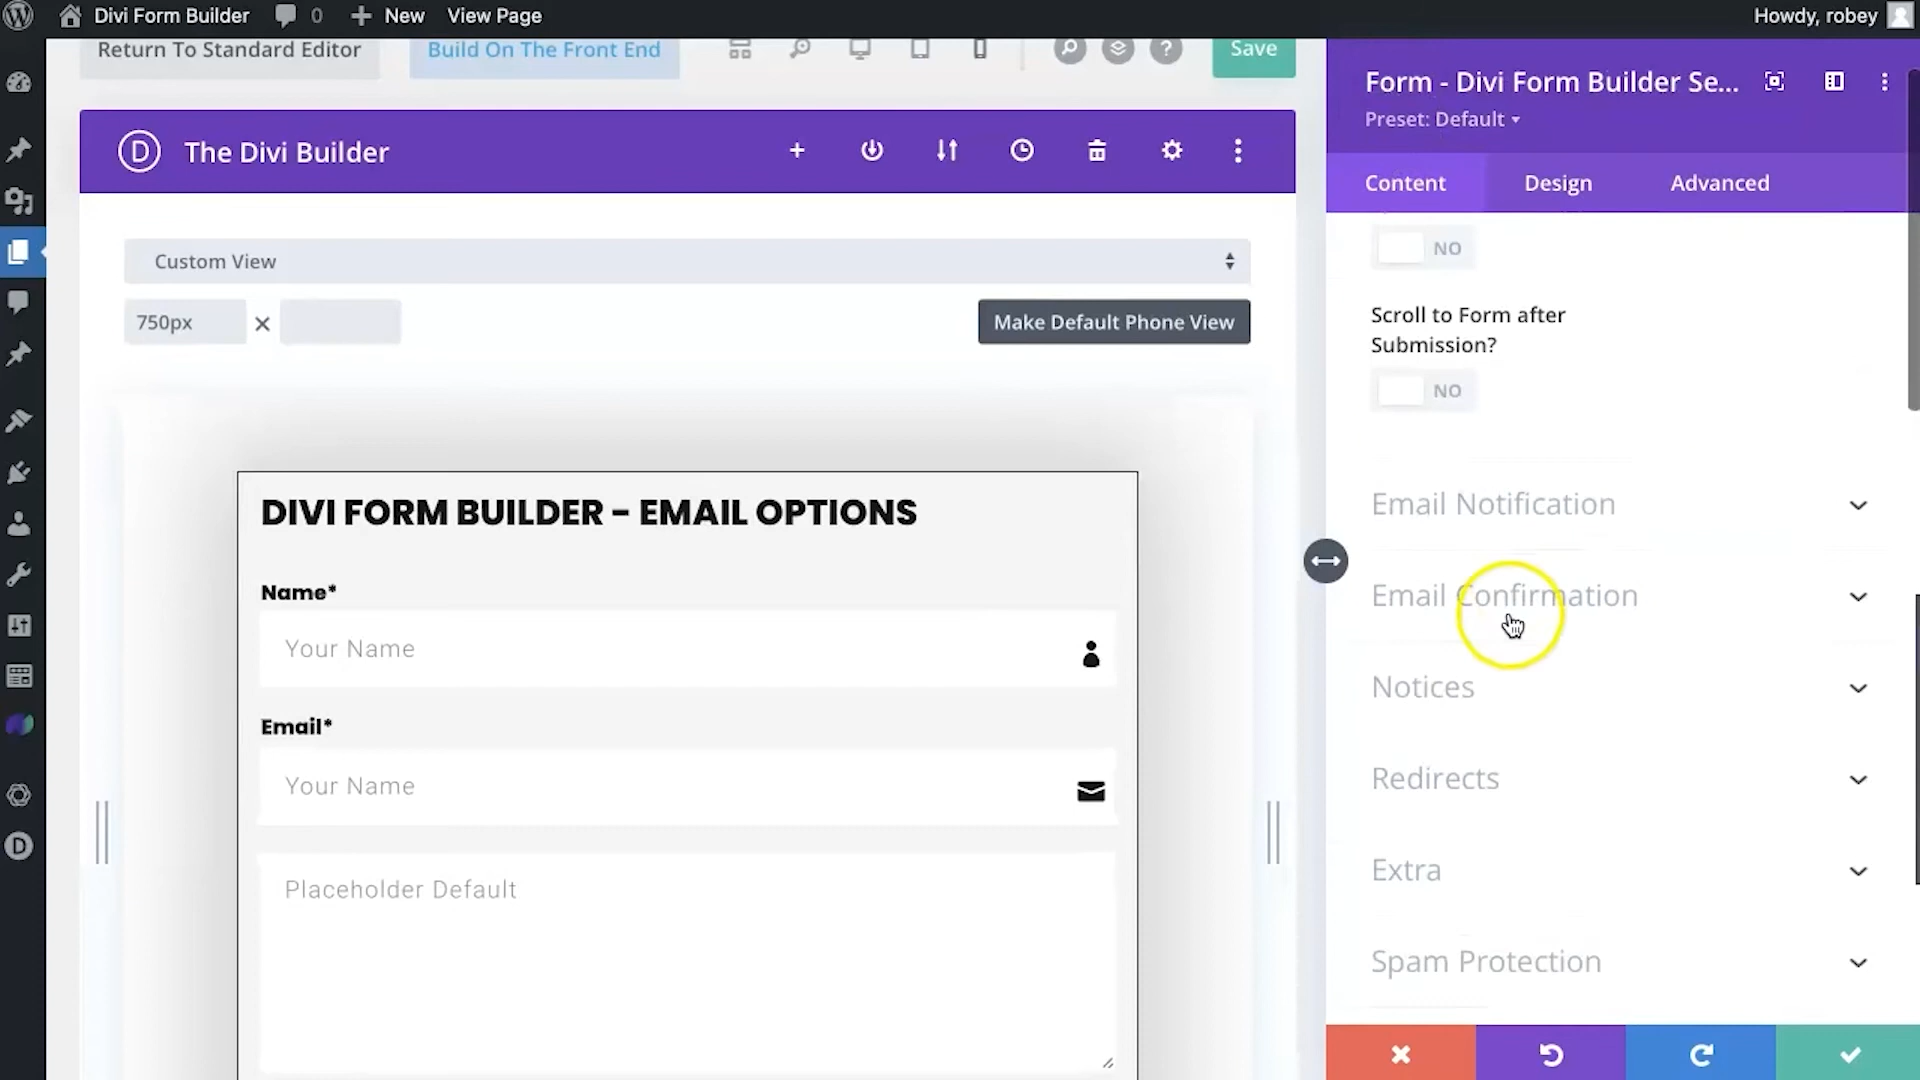 Divi Form Builder 0 New View Page Howdy, robey
Return To Standard Editor Build On The Front End ? Save
D The Divi Builder
Custom View
750px × Make Default Phone View
DIVI FORM BUILDER - EMAIL OPTIONS
Name*
Your Name
Email*
Your Name
Placeholder Default
Form - Divi Form Builder Se...
Preset: Default
Content Design Advanced
NO
Scroll to Form after
Submission?
NO
Email Notification
Email Confirmation
Notices
Redirects
Extra
Spam Protection